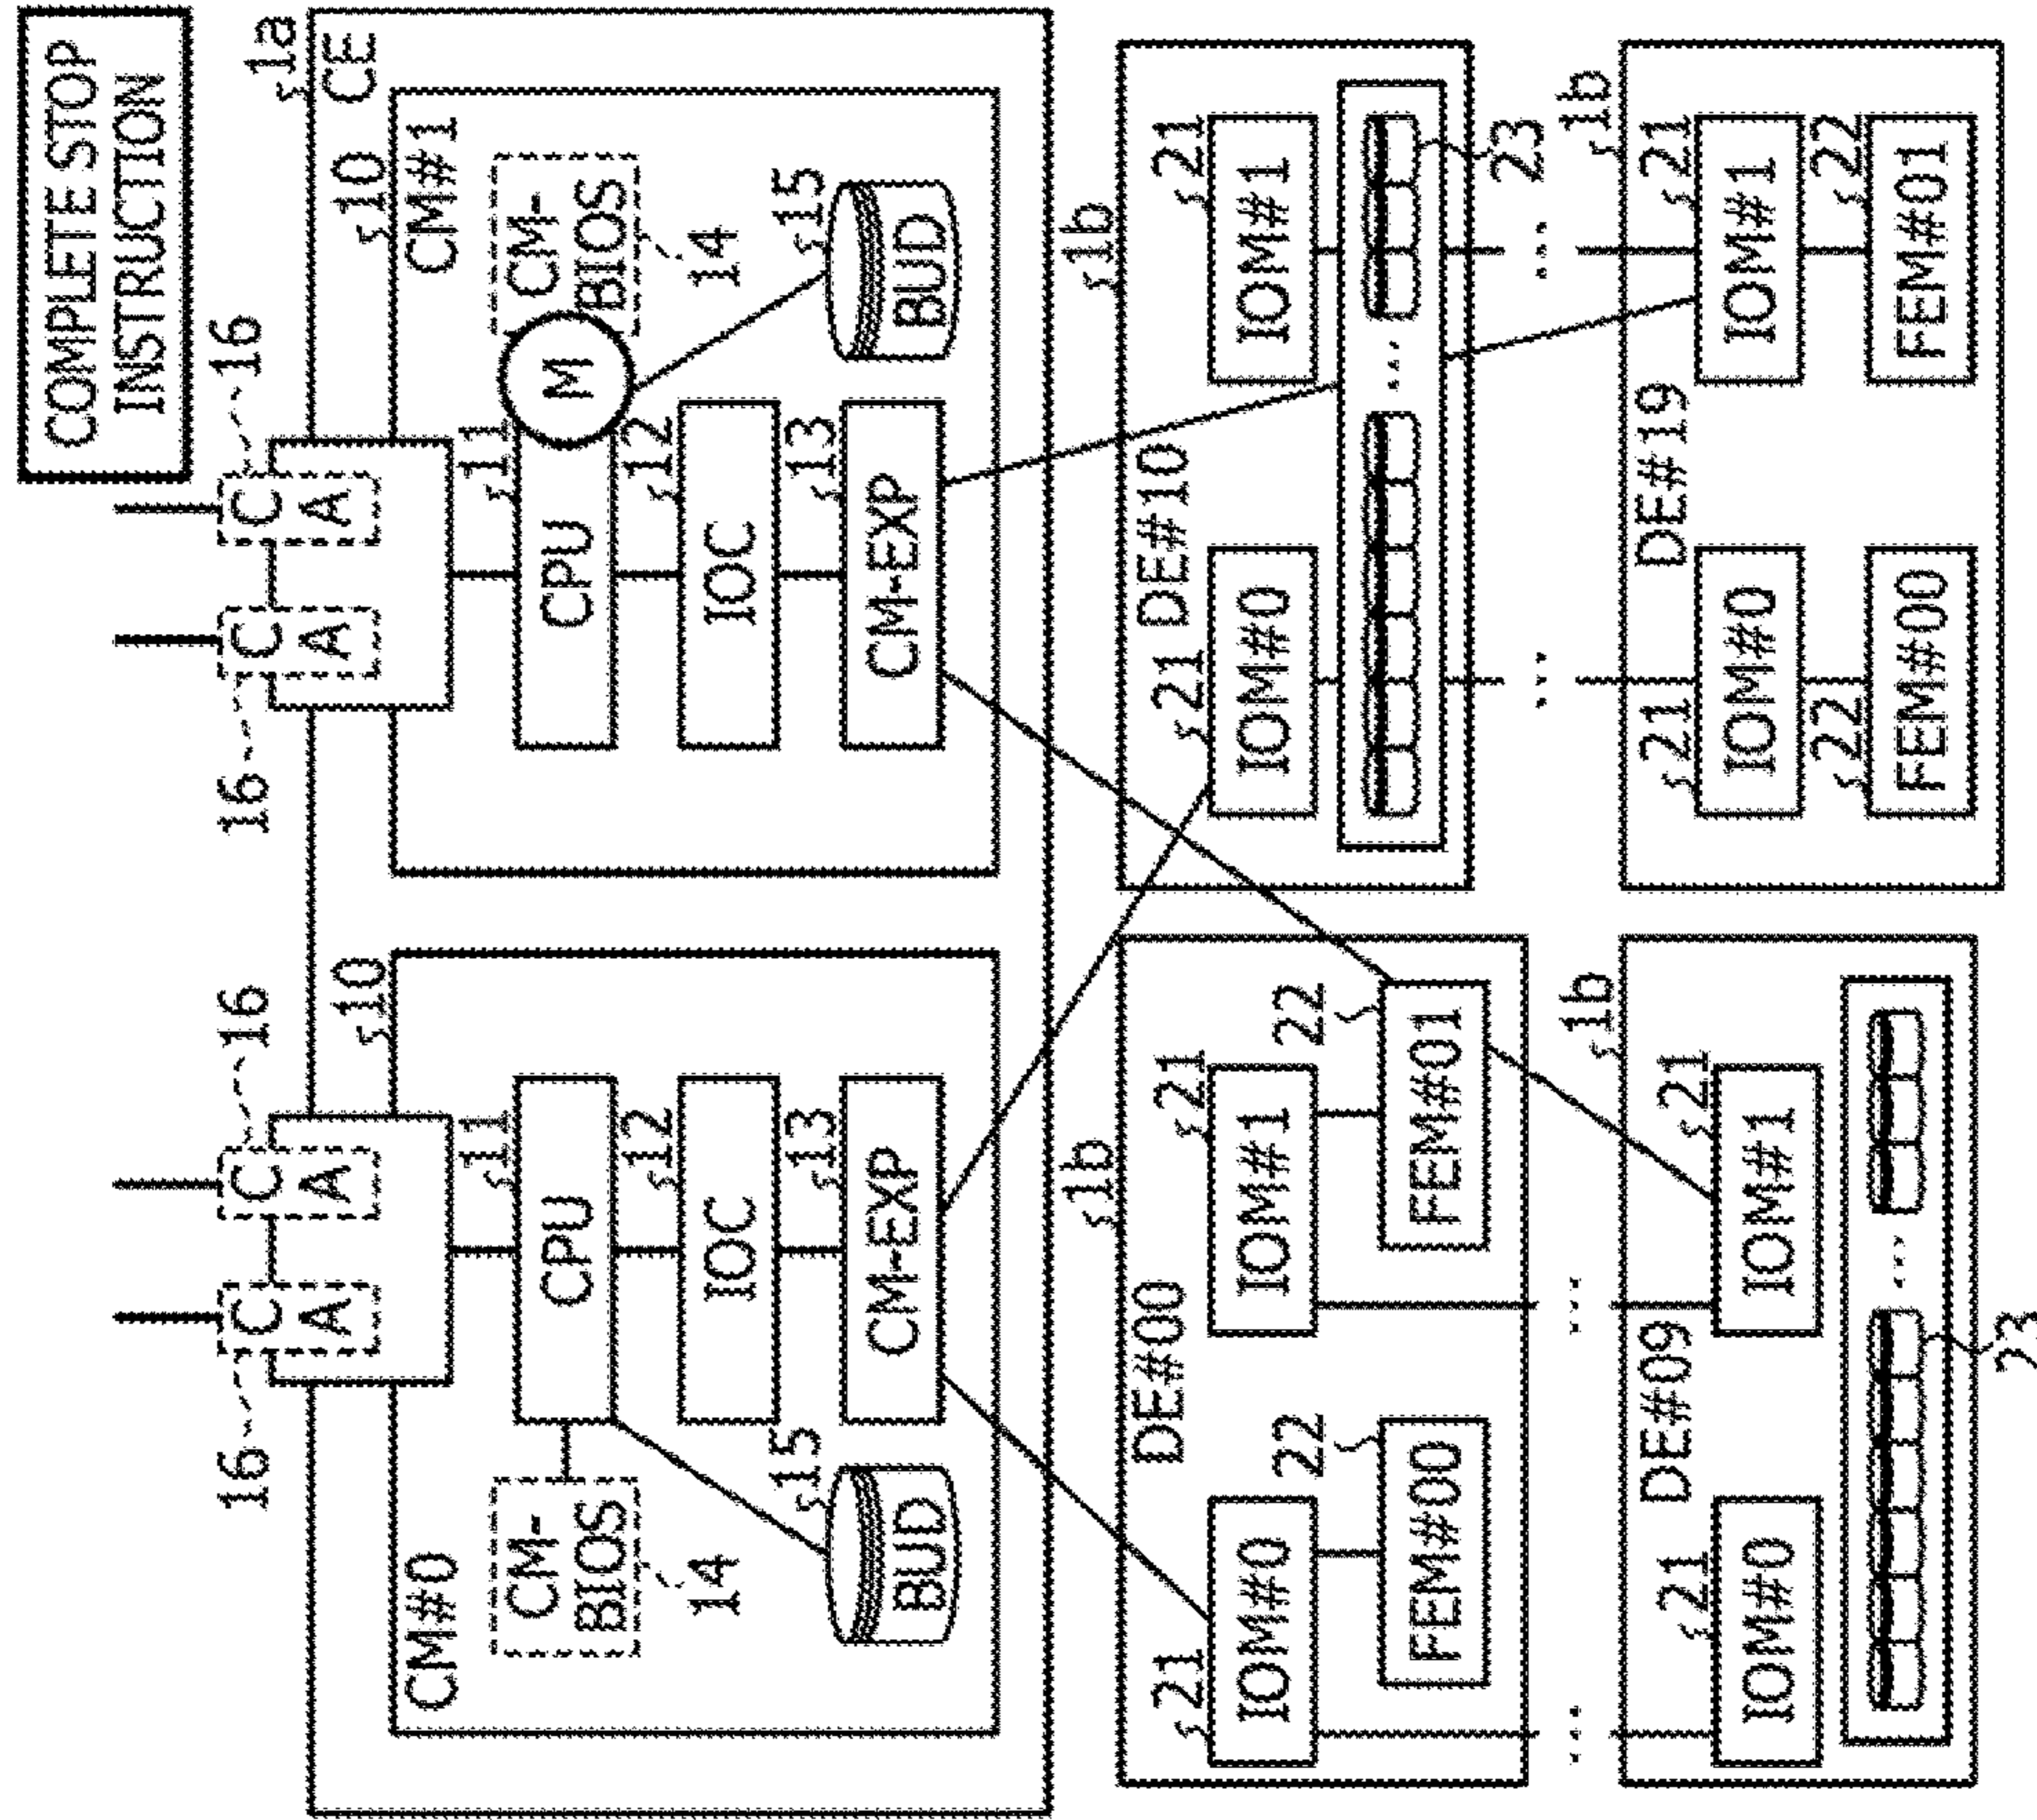 COMPLETE STOP
INSTRUCTION
16
16
16
16
1a
CE
10
10
CM#0
CM#1
C
A
C
A
C
A
C
A
11
CPU
CM-
BIOS
14
12
IOC
13
CM-EXP
15
BUD
11
CPU
M
CM-
BIOS
14
12
IOC
13
CM-EXP
15
BUD
1b
DE#00
21
IOM#0
21
IOM#1
22
FEM#00
22
FEM#01
...
...
1b
DE#10
21
IOM#0
21
IOM#1
...
23
...
...
1b
DE#09
21
IOM#0
21
IOM#1
...
23
1b
DE#19
21
IOM#0
21
IOM#1
22
FEM#00
22
FEM#01